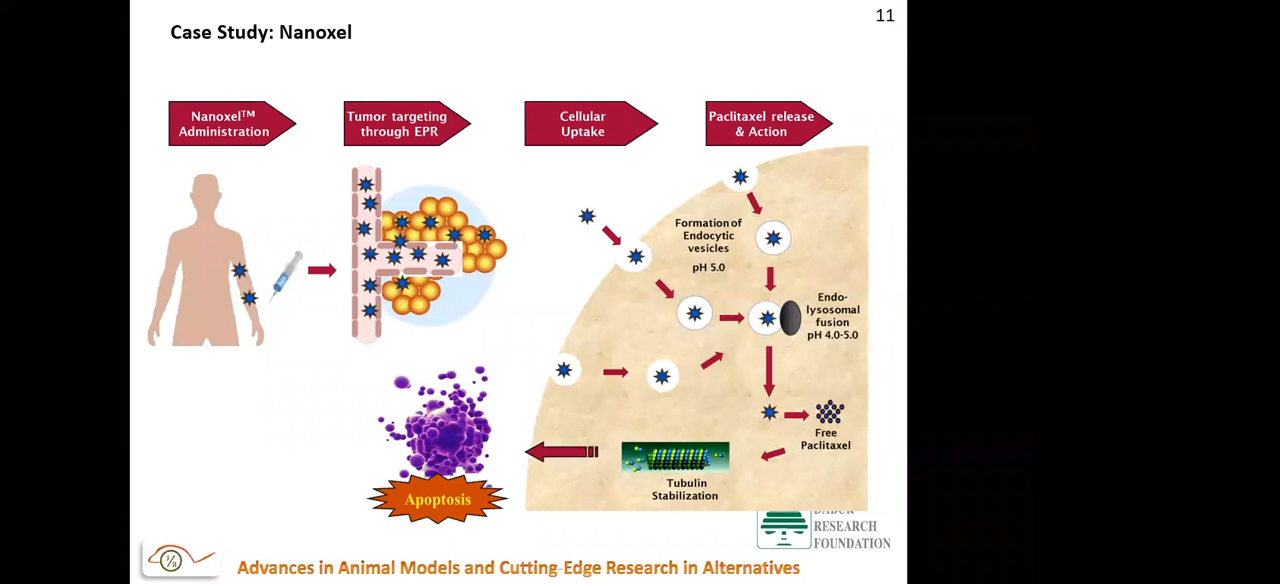 11
Case Study: Nanoxel
Nanoxel™
Administration
Tumor targeting
through EPR
Cellular
Uptake
Paclitaxel release
& Action
Formation of
Endocytic
vesicles
pH 5.0
Endo-
lysosomal
fusion
pH 4.0-5.0
Free
Paclitaxel
Tubulin
Stabilization
Apoptosis
DABUR
RESEARCH
FOUNDATION
Advances in Animal Models and Cutting-Edge Research in Alternatives